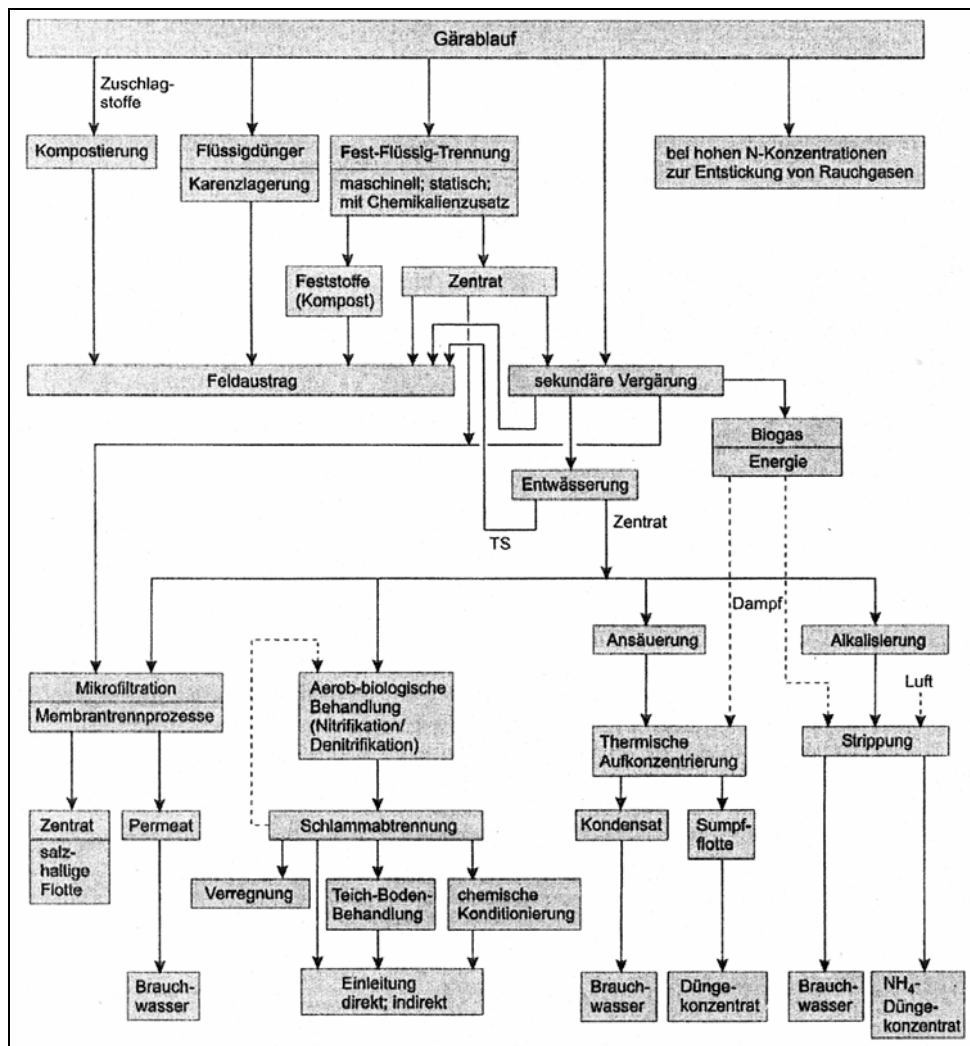 Gärablauf
Zuschlag-
stoffe
Kompostierung
Flüssigdünger
Karenzlagerung
Fest-Flüssig-Trennung
maschinell; statisch;
mit Chemikalienzusatz
bei hohen N-Konzentrationen
zur Entstickung von Rauchgasen
Feststoffe
(Kompost)
Zentrat
Feldaustrag
sekundäre Vergärung
Biogas
Energie
Entwässerung
Zentrat
TS
Dampf
Ansäuerung
Alkalisierung
Mikrofiltration
Membrantrennprozesse
Aerob-biologische
Behandlung
(Nitrifikation/
Denitrifikation)
Luft
Thermische
Aufkonzentrierung
Strippung
Zentrat
salz-
haltige
Flotte
Permeat
Schlammabtrennung
Kondensat
Sumpf-
flotte
Verregnung
Teich-Boden-
Behandlung
chemische
Konditionierung
Brauch-
wasser
Einleitung
direkt; indirekt
Brauch-
wasser
Dünge-
konzentrat
Brauch-
wasser
NH₄-
Dünge-
konzentrat